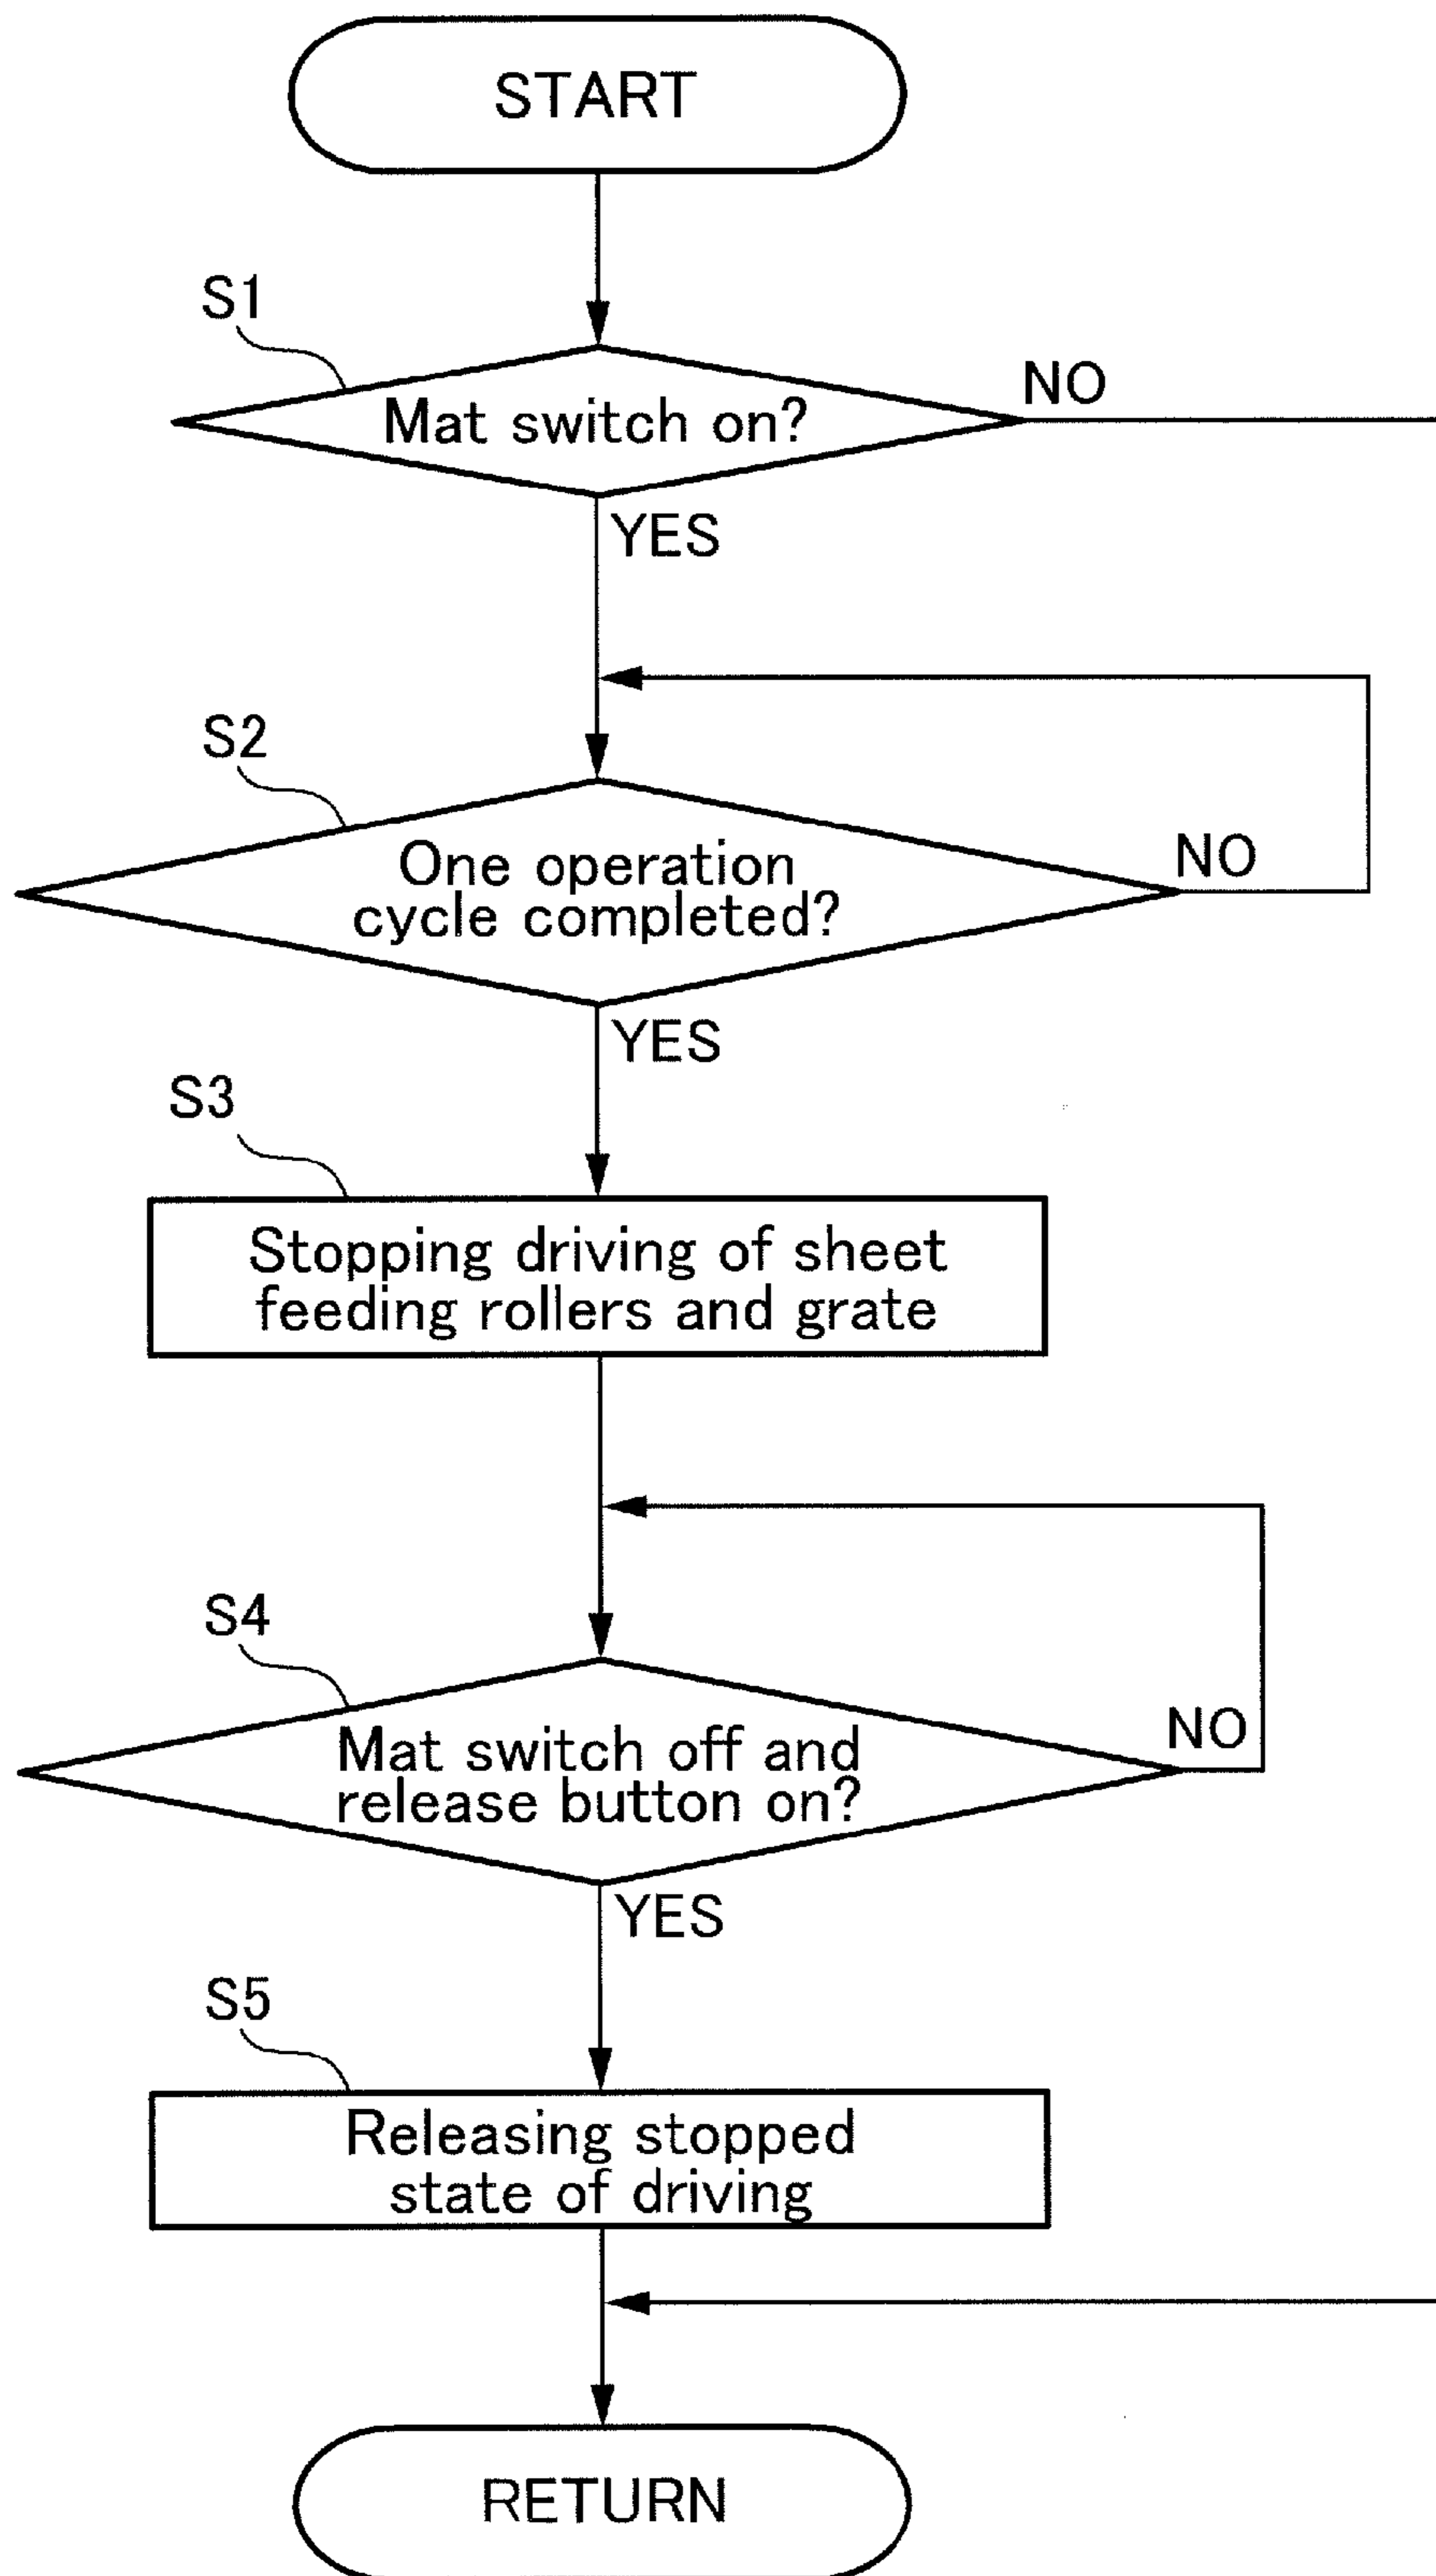 START
S1
Mat switch on?
NO
YES
S2
One operation
cycle completed?
NO
YES
S3
Stopping driving of sheet
feeding rollers and grate
S4
Mat switch off and
release button on?
NO
YES
S5
Releasing stopped
state of driving
RETURN